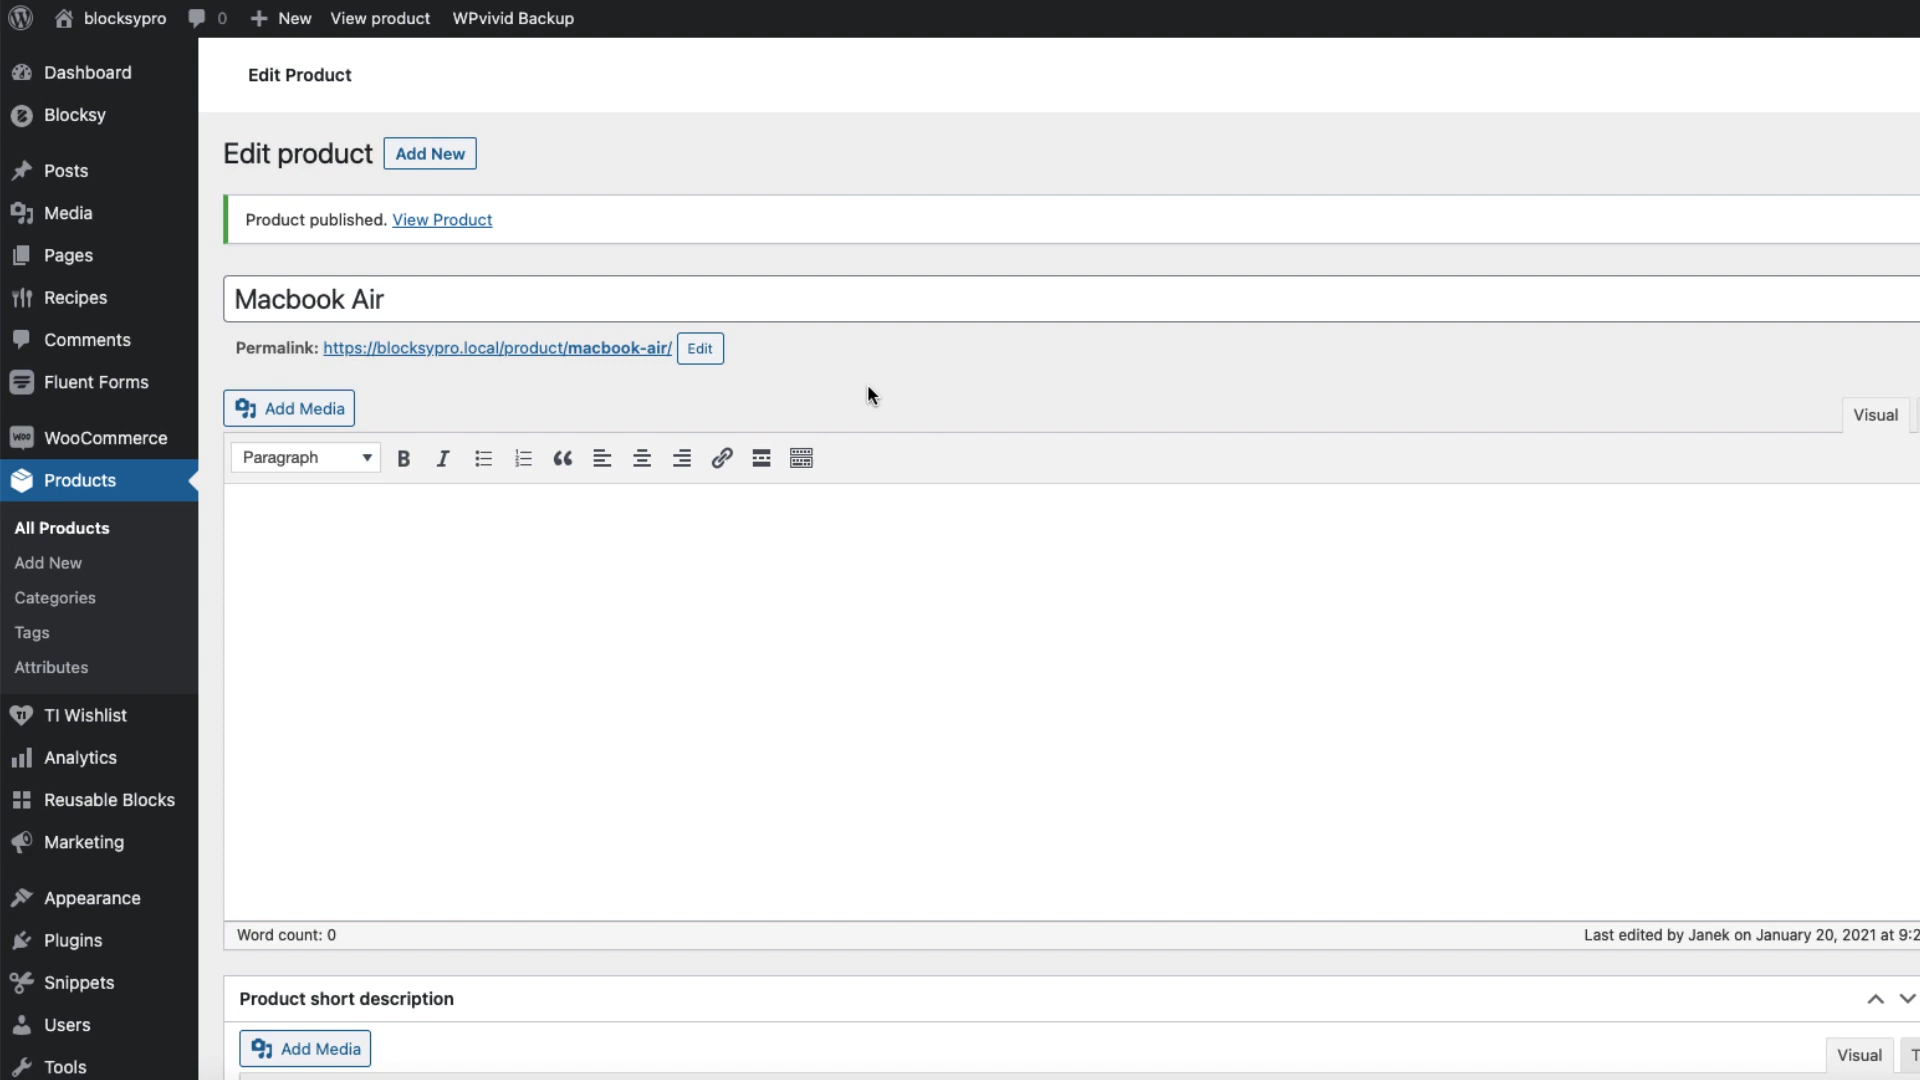 blocksypro 0 New View product WPvivid Backup
Dashboard
Blocksy
Posts
Media
Pages
Recipes
Comments
Fluent Forms
WooCommerce
Products
All Products
Add New
Categories
Tags
Attributes
TI Wishlist
Analytics
Reusable Blocks
Marketing
Appearance
Plugins
Snippets
Users
Tools
Edit Product
Edit product Add New
Product published. View Product
Macbook Air
Permalink: https://blocksypro.local/product/macbook-air/ Edit
Add Media
Visual
Paragraph
Word count: 0
Last edited by Janek on January 20, 2021 at 9:2
Product short description
Add Media
Visual T